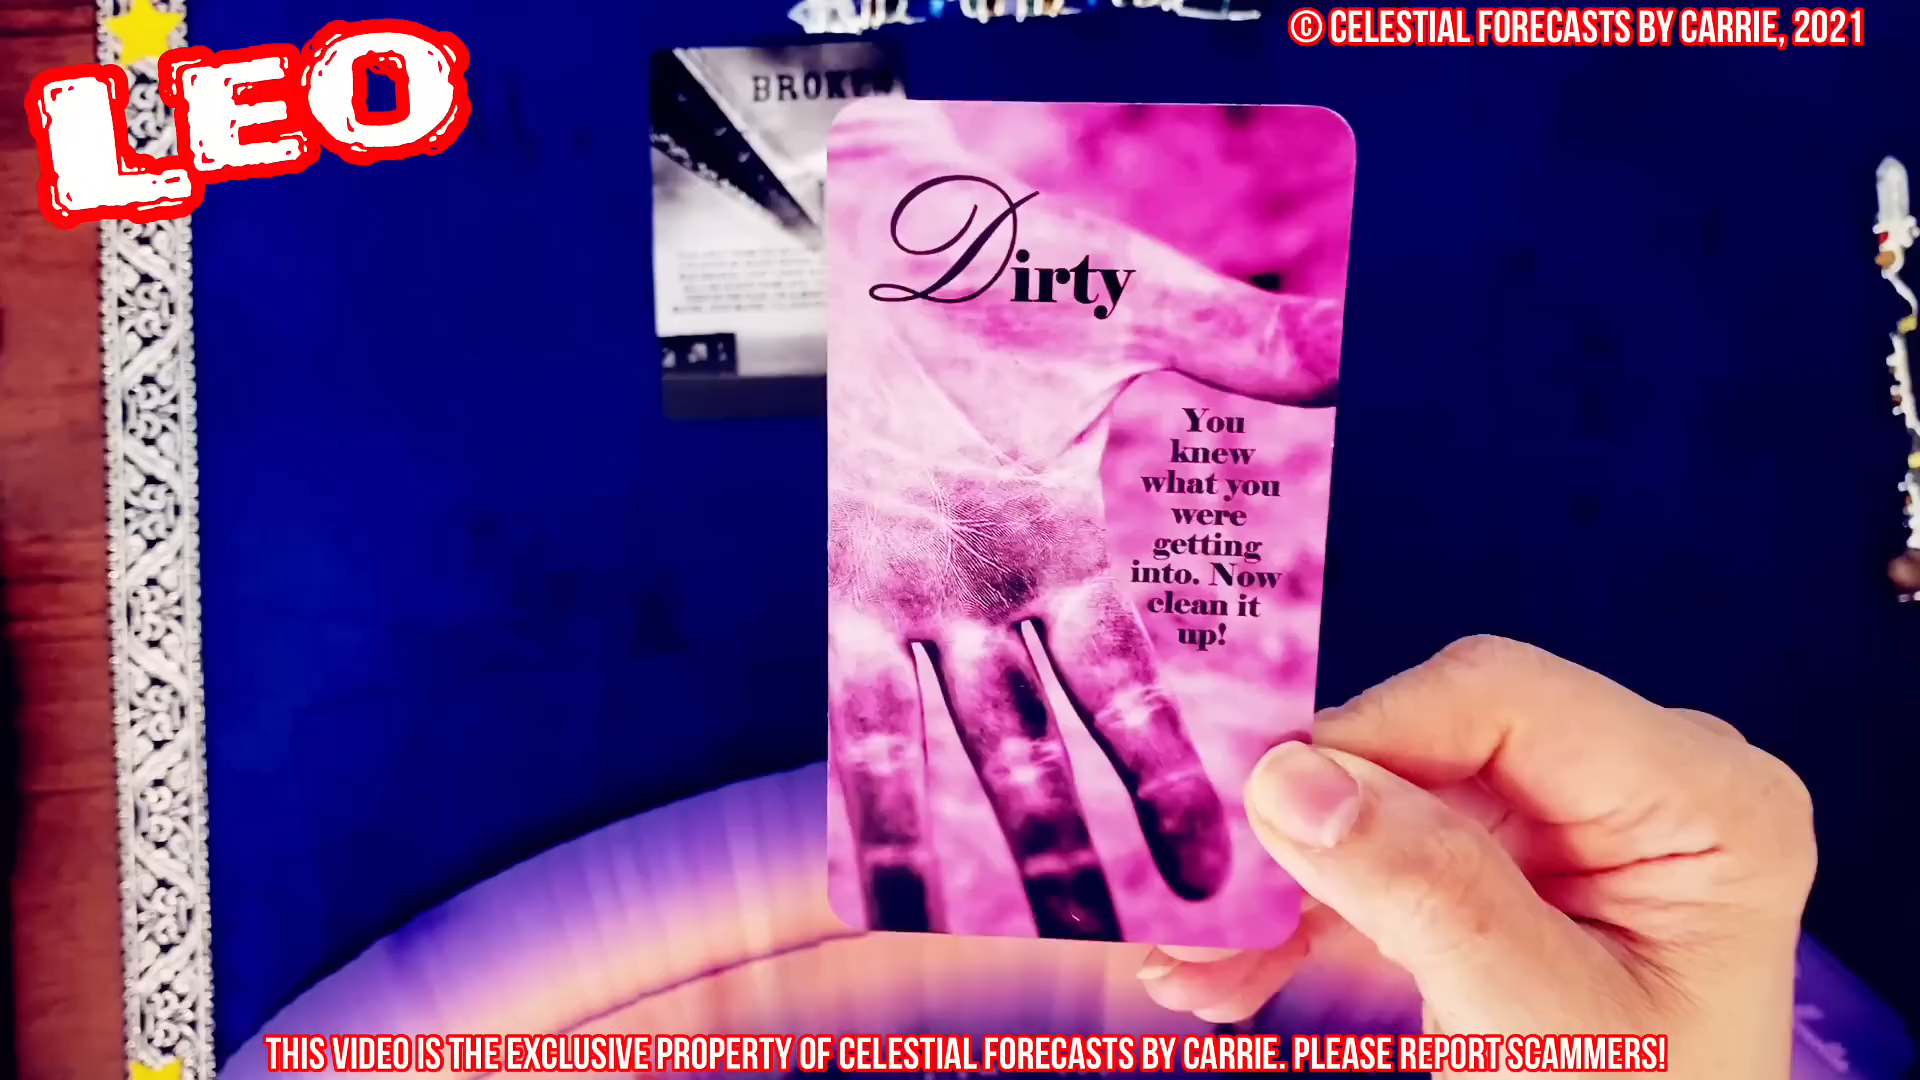 LEO
© CELESTIAL FORECASTS BY CARRIE, 2021
Dirty
You
knew
what you
were
getting
into. Now
clean it
up!
THIS VIDEO IS THE EXCLUSIVE PROPERTY OF CELESTIAL FORECASTS BY CARRIE. PLEASE REPORT SCAMMERS!